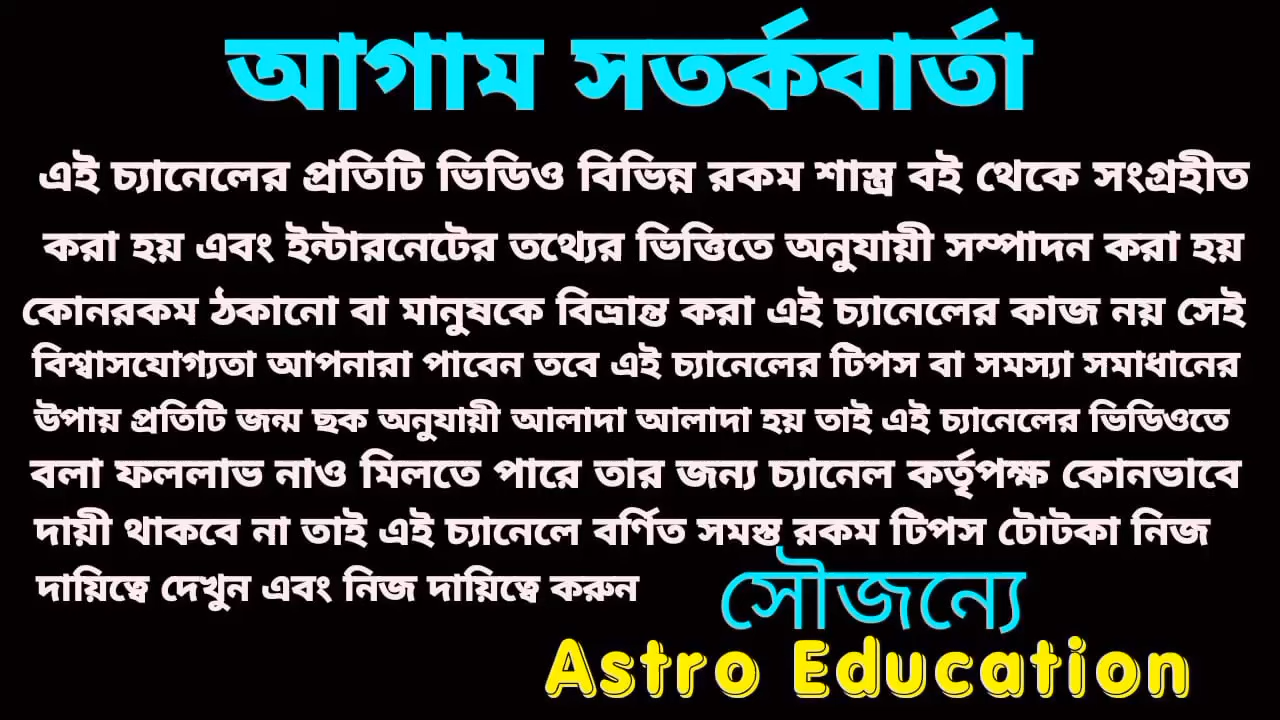 আগাম সতর্কবার্তা
এই চ্যানেলের প্রতিটি ভিডিও বিভিন্ন রকম শাস্ত্র বই থেকে সংগ্রহীত
করা হয় এবং ইন্টারনেটের তথ্যের ভিত্তিতে অনুযায়ী সম্পাদন করা হয়
কোনরকম ঠকানো বা মানুষকে বিভ্রান্ত করা এই চ্যানেলের কাজ নয় সেই
বিশ্বাসযোগ্যতা আপনারা পাবেন তবে এই চ্যানেলের টিপস বা সমস্যা সমাধানের
উপায় প্রতিটি জন্ম ছক অনুযায়ী আলাদা আলাদা হয় তাই এই চ্যানেলের ভিডিওতে
বলা ফললাভ নাও মিলতে পারে তার জন্য চ্যানেল কর্তৃপক্ষ কোনভাবে
দায়ী থাকবে না তাই এই চ্যানেলে বর্ণিত সমস্ত রকম টিপস টোটকা নিজ
দায়িত্বে দেখুন এবং নিজ দায়িত্বে করুন
সৌজন্যে
Astro Education